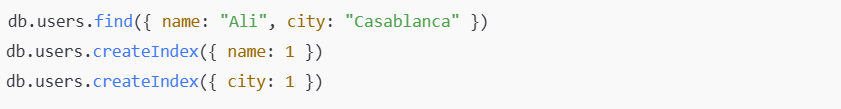 db.users.find({ name: "Ali", city: "Casablanca" })
db.users.createIndex({ name: 1 })
db.users.createIndex({ city: 1 })